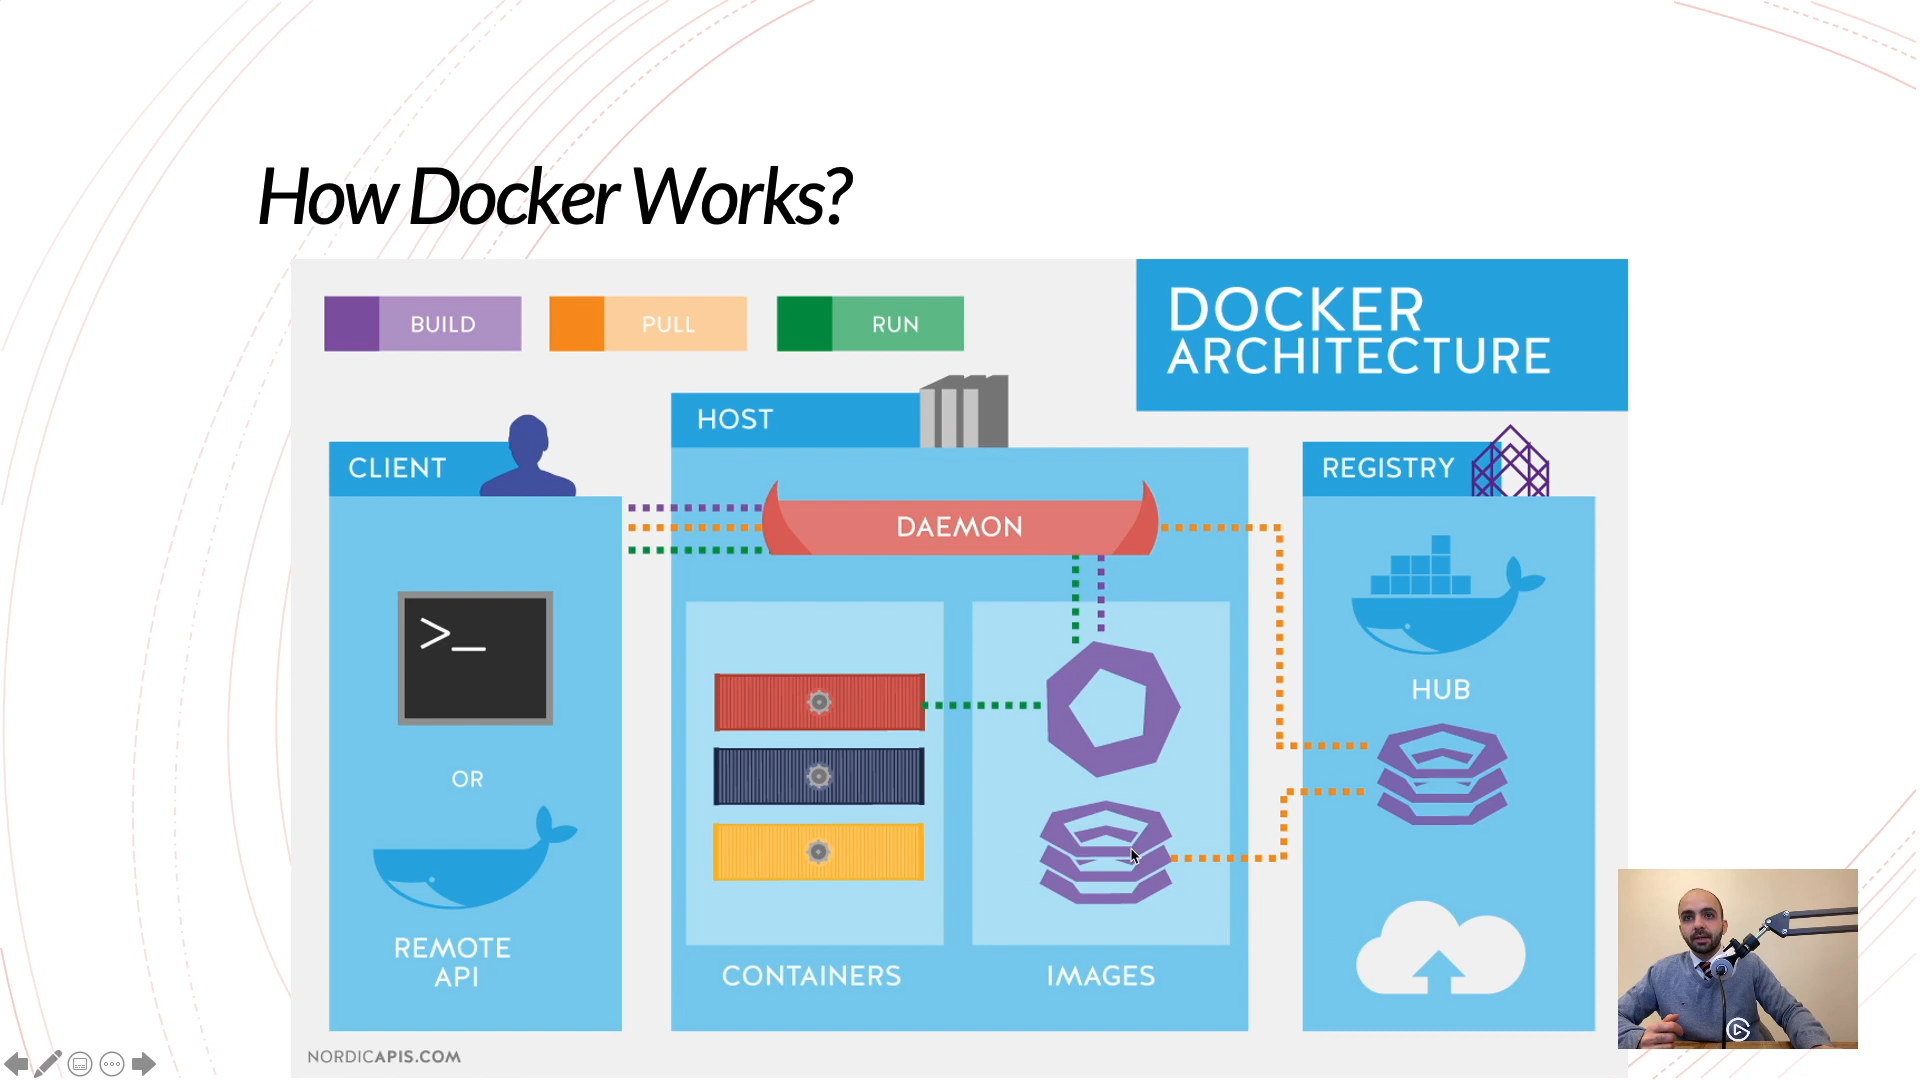 How Docker Works?
BUILD
PULL
RUN
DOCKER
ARCHITECTURE
CLIENT
HOST
REGISTRY
DAEMON
>_
OR
REMOTE
API
CONTAINERS
IMAGES
HUB
NORDICAPIS.COM